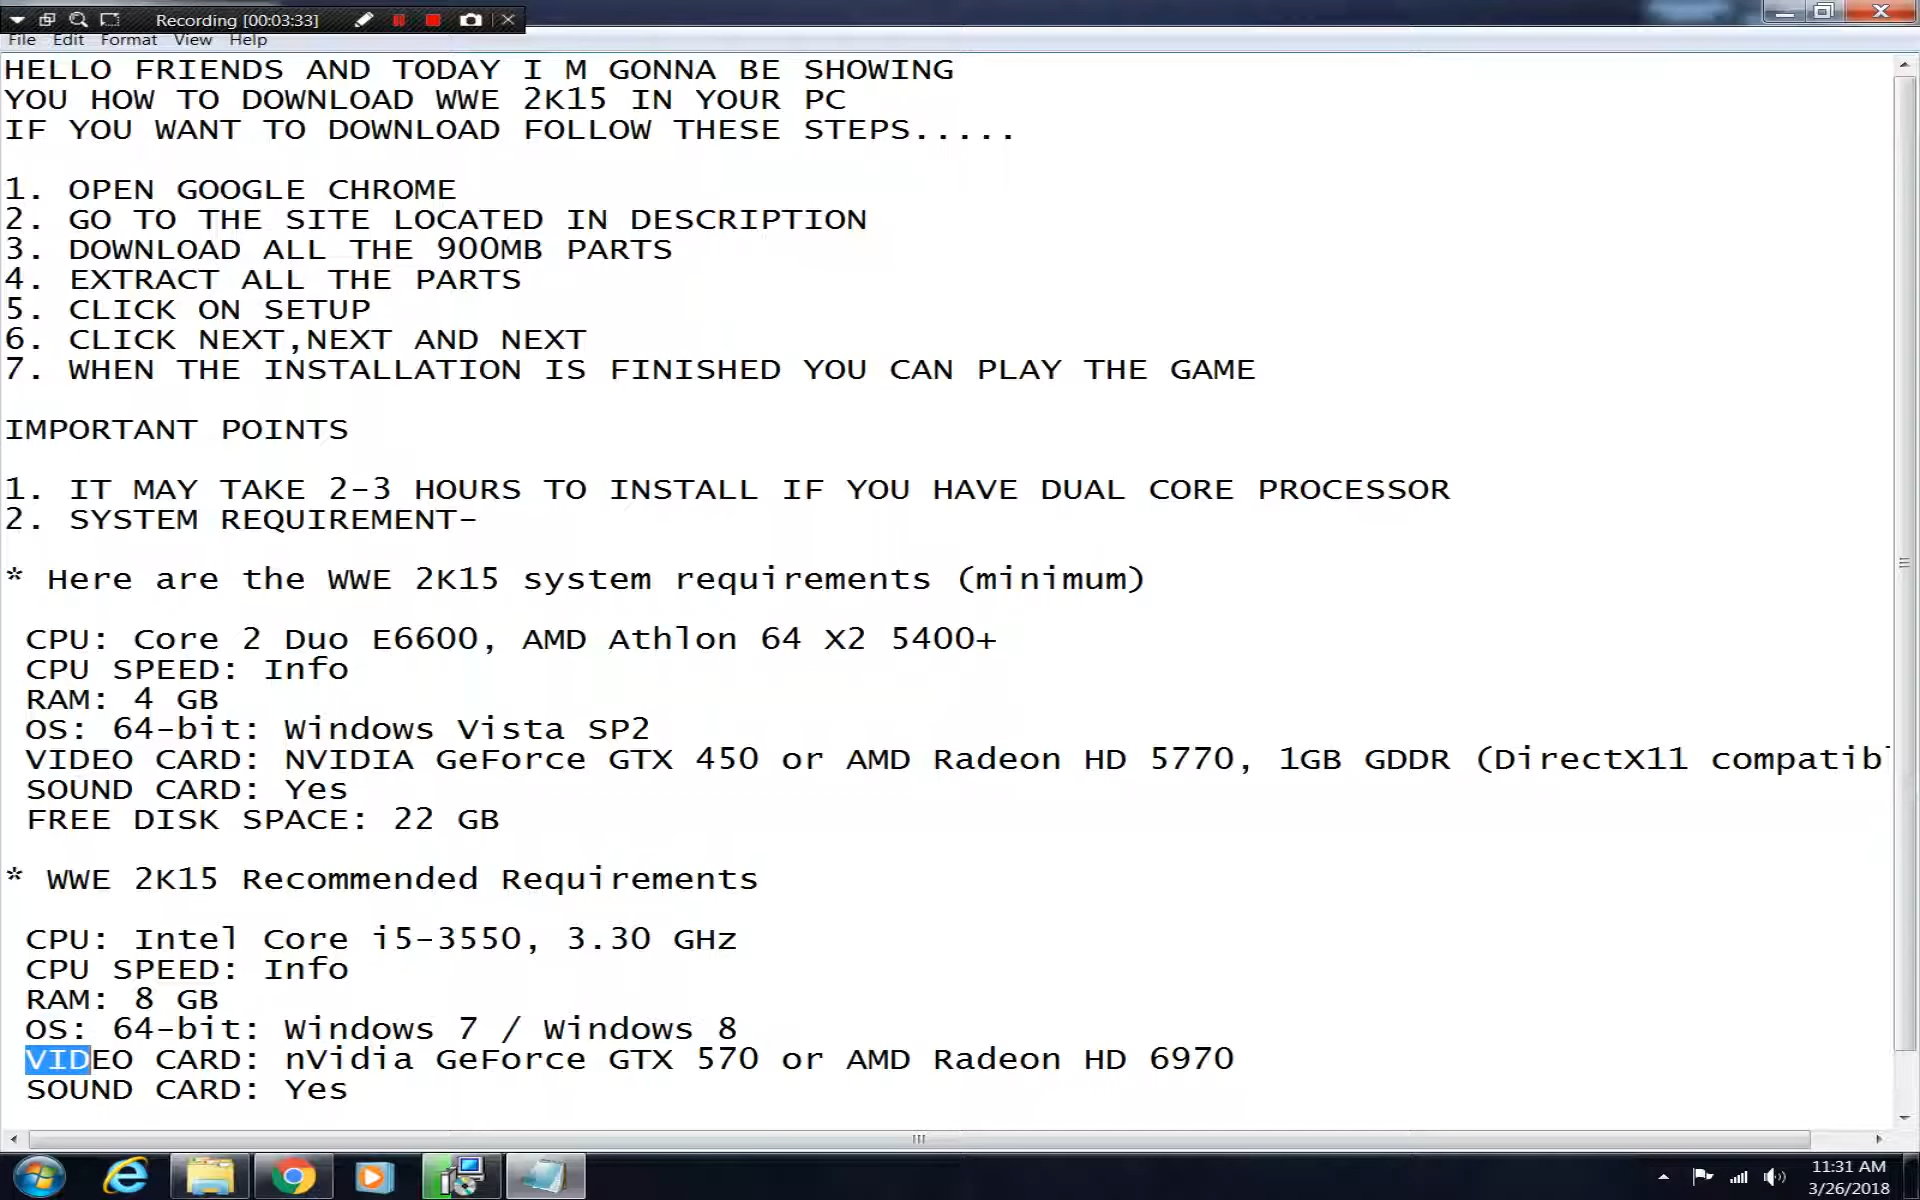 Recording [00:03:33]
File Edit Format View Help
HELLO FRIENDS AND TODAY I M GONNA BE SHOWING
YOU HOW TO DOWNLOAD WWE 2K15 IN YOUR PC
IF YOU WANT TO DOWNLOAD FOLLOW THESE STEPS.....
1. OPEN GOOGLE CHROME
2. GO TO THE SITE LOCATED IN DESCRIPTION
3. DOWNLOAD ALL THE 900MB PARTS
4. EXTRACT ALL THE PARTS
5. CLICK ON SETUP
6. CLICK NEXT,NEXT AND NEXT
7. WHEN THE INSTALLATION IS FINISHED YOU CAN PLAY THE GAME
IMPORTANT POINTS
1. IT MAY TAKE 2-3 HOURS TO INSTALL IF YOU HAVE DUAL CORE PROCESSOR
2. SYSTEM REQUIREMENT-
* Here are the WWE 2K15 system requirements (minimum)
CPU: Core 2 Duo E6600, AMD Athlon 64 X2 5400+
CPU SPEED: Info
RAM: 4 GB
OS: 64-bit: Windows Vista SP2
VIDEO CARD: NVIDIA GeForce GTX 450 or AMD Radeon HD 5770, 1GB GDDR (DirectX11 compatibl
SOUND CARD: Yes
FREE DISK SPACE: 22 GB
* WWE 2K15 Recommended Requirements
CPU: Intel Core i5-3550, 3.30 GHz
CPU SPEED: Info
RAM: 8 GB
OS: 64-bit: Windows 7 / Windows 8
VIDEO CARD: nVidia GeForce GTX 570 or AMD Radeon HD 6970
SOUND CARD: Yes
11:31 AM
3/26/2018